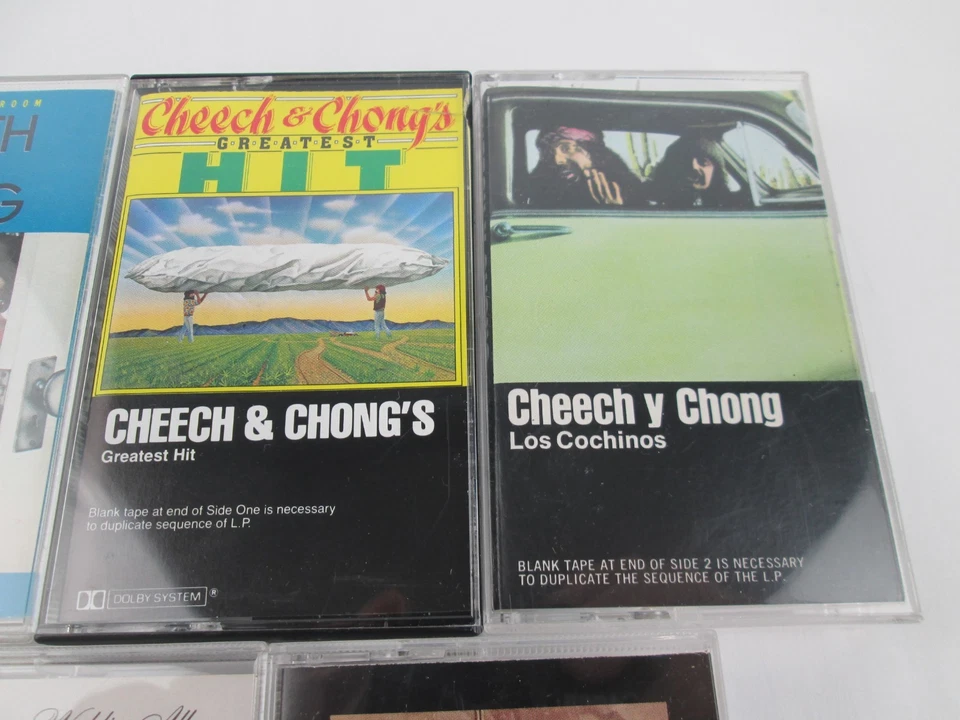 ROOM
TH
G
Cheech & Chong's
G·R·E·A·T·E·S·T
HIT
CHEECH & CHONG'S
Greatest Hit
Blank tape at end of Side One is necessary
to duplicate sequence of L.P.
DOLBY SYSTEM®
Cheech y Chong
Los Cochinos
BLANK TAPE AT END OF SIDE 2 IS NECESSARY
TO DUPLICATE THE SEQUENCE OF THE L.P.